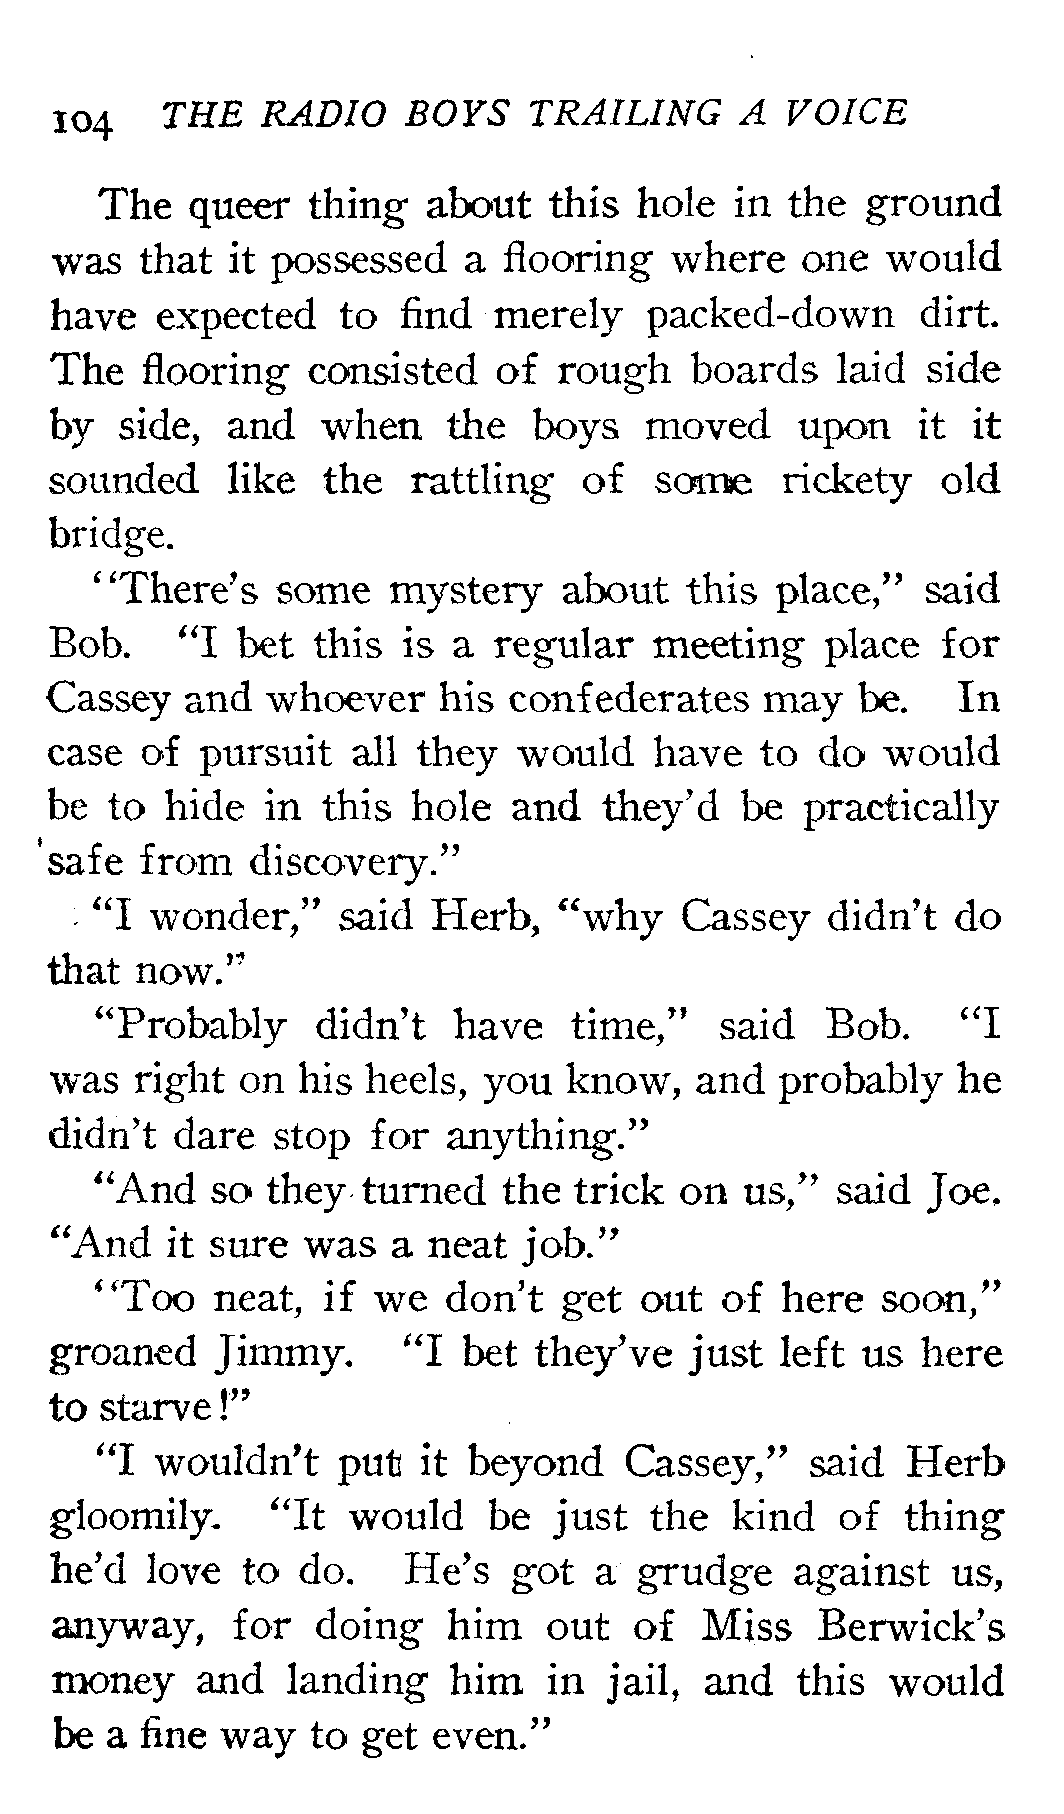 104 THE RADIO BOYS TRAILING A VOICE
The queer thing about this hole in the ground
was that it possessed a flooring where one would
have expected to find merely packed-down dirt.
The flooring consisted of rough boards laid side
by side, and when the boys moved upon it it
sounded like the rattling of some rickety old
bridge.
"There's some mystery about this place," said
Bob. "I bet this is a regular meeting place for
Cassey and whoever his confederates may be. In
case of pursuit all they would have to do would
be to hide in this hole and they'd be practically
safe from discovery."
"I wonder," said Herb, "why Cassey didn't do
that now."
"Probably didn't have time," said Bob. "I
was right on his heels, you know, and probably he
didn't dare stop for anything."
"And so they turned the trick on us," said Joe.
"And it sure was a neat job."
"Too neat, if we don't get out of here soon,"
groaned Jimmy. "I bet they've just left us here
to starve!"
"I wouldn't put it beyond Cassey," said Herb
gloomily. "It would be just the kind of thing
he'd love to do. He's got a grudge against us,
anyway, for doing him out of Miss Berwick's
money and landing him in jail, and this would
be a fine way to get even."